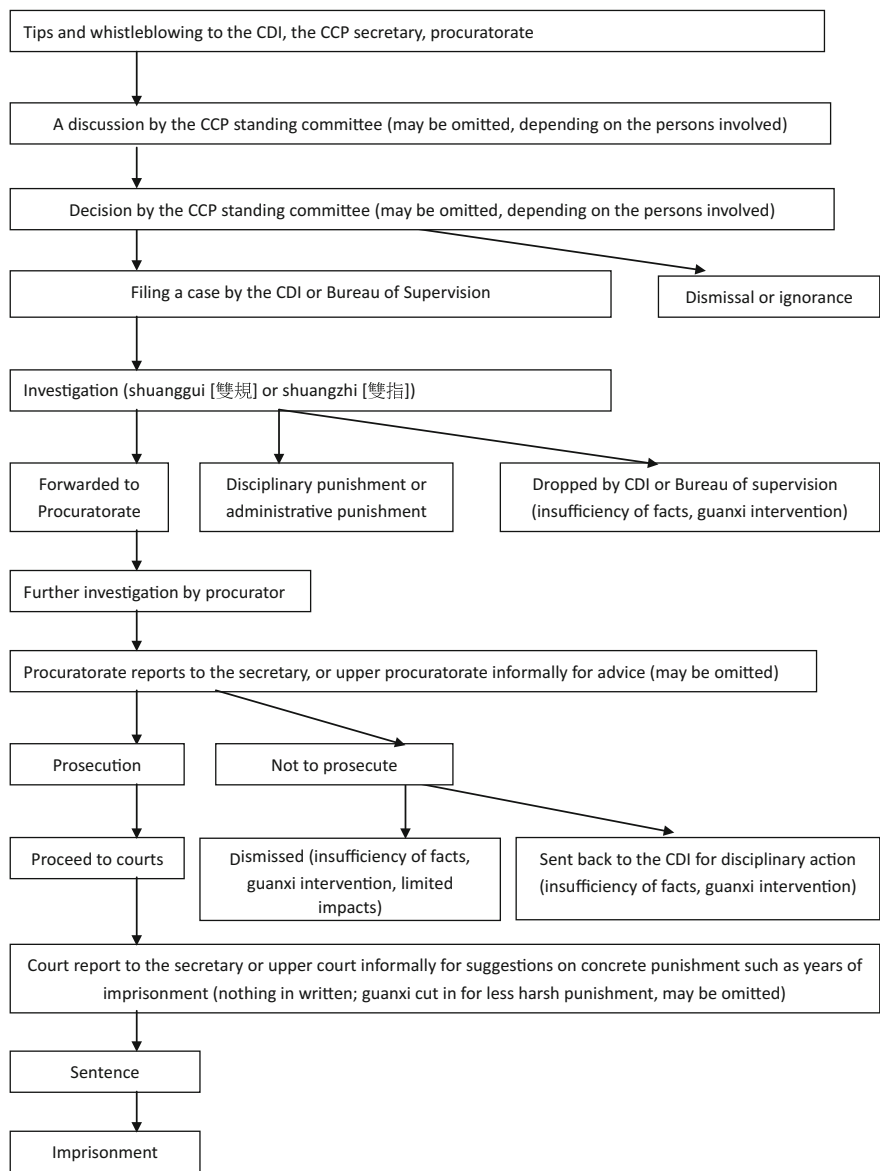 Tips and whistleblowing to the CDI, the CCP secretary, procuratorate
A discussion by the CCP standing committee (may be omitted, depending on the persons involved)
Decision by the CCP standing committee (may be omitted, depending on the persons involved)
Filing a case by the CDI or Bureau of Supervision
Dismissal or ignorance
Investigation (shuanggui [雙規] or shuangzhi [雙指])
Forwarded to
Procuratorate
Disciplinary punishment or
administrative punishment
Dropped by CDI or Bureau of supervision
(insufficiency of facts, guanxi intervention)
Further investigation by procurator
Procuratorate reports to the secretary, or upper procuratorate informally for advice (may be omitted)
Prosecution
Not to prosecute
Proceed to courts
Dismissed (insufficiency of facts,
guanxi intervention, limited
impacts)
Sent back to the CDI for disciplinary action
(insufficiency of facts, guanxi intervention)
Court report to the secretary or upper court informally for suggestions on concrete punishment such as years of
imprisonment (nothing in written; guanxi cut in for less harsh punishment, may be omitted)
Sentence
Imprisonment